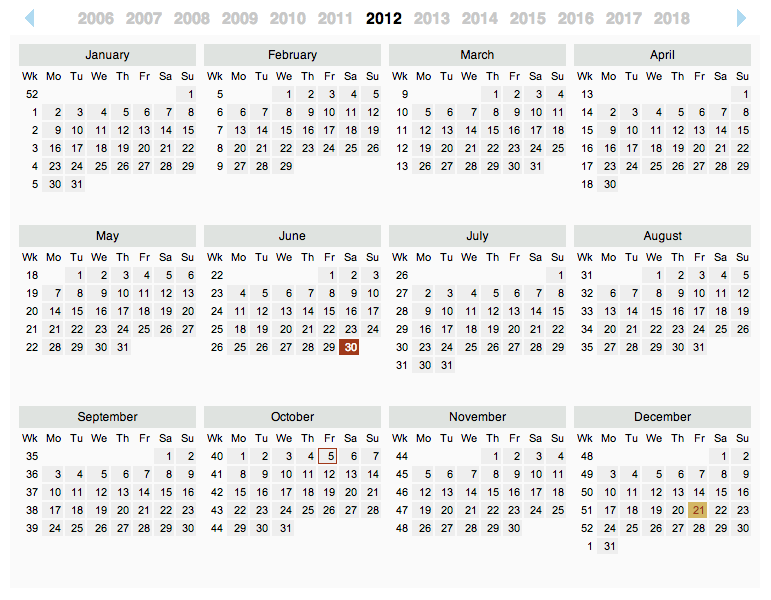 2006 2007 2008 2009 2010 2011 2012 2013 2014 2015 2016 2017 2018
January
Wk Mo Tu We Th Fr Sa Su
52 1
1 2 3 4 5 6 7 8
2 9 10 11 12 13 14 15
3 16 17 18 19 20 21 22
4 23 24 25 26 27 28 29
5 30 31
February
Wk Mo Tu We Th Fr Sa Su
5 1 2 3 4 5
6 6 7 8 9 10 11 12
7 13 14 15 16 17 18 19
8 20 21 22 23 24 25 26
9 27 28 29
March
Wk Mo Tu We Th Fr Sa Su
9 1 2 3 4
10 5 6 7 8 9 10 11
11 12 13 14 15 16 17 18
12 19 20 21 22 23 24 25
13 26 27 28 29 30 31
April
Wk Mo Tu We Th Fr Sa Su
13 1
14 2 3 4 5 6 7 8
15 9 10 11 12 13 14 15
16 16 17 18 19 20 21 22
17 23 24 25 26 27 28 29
18 30
May
Wk Mo Tu We Th Fr Sa Su
18 1 2 3 4 5 6
19 7 8 9 10 11 12 13
20 14 15 16 17 18 19 20
21 21 22 23 24 25 26 27
22 28 29 30 31
June
Wk Mo Tu We Th Fr Sa Su
22 1 2 3
23 4 5 6 7 8 9 10
24 11 12 13 14 15 16 17
25 18 19 20 21 22 23 24
26 25 26 27 28 29 30
July
Wk Mo Tu We Th Fr Sa Su
26 1
27 2 3 4 5 6 7 8
28 9 10 11 12 13 14 15
29 16 17 18 19 20 21 22
30 23 24 25 26 27 28 29
31 30 31
August
Wk Mo Tu We Th Fr Sa Su
31 1 2 3 4 5
32 6 7 8 9 10 11 12
33 13 14 15 16 17 18 19
34 20 21 22 23 24 25 26
35 27 28 29 30 31
September
Wk Mo Tu We Th Fr Sa Su
35 1 2
36 3 4 5 6 7 8 9
37 10 11 12 13 14 15 16
38 17 18 19 20 21 22 23
39 24 25 26 27 28 29 30
October
Wk Mo Tu We Th Fr Sa Su
40 1 2 3 4 5 6 7
41 8 9 10 11 12 13 14
42 15 16 17 18 19 20 21
43 22 23 24 25 26 27 28
44 29 30 31
November
Wk Mo Tu We Th Fr Sa Su
44 1 2 3 4
45 5 6 7 8 9 10 11
46 12 13 14 15 16 17 18
47 19 20 21 22 23 24 25
48 26 27 28 29 30
December
Wk Mo Tu We Th Fr Sa Su
48 1 2
49 3 4 5 6 7 8 9
50 10 11 12 13 14 15 16
51 17 18 19 20 21 22 23
52 24 25 26 27 28 29 30
1 31